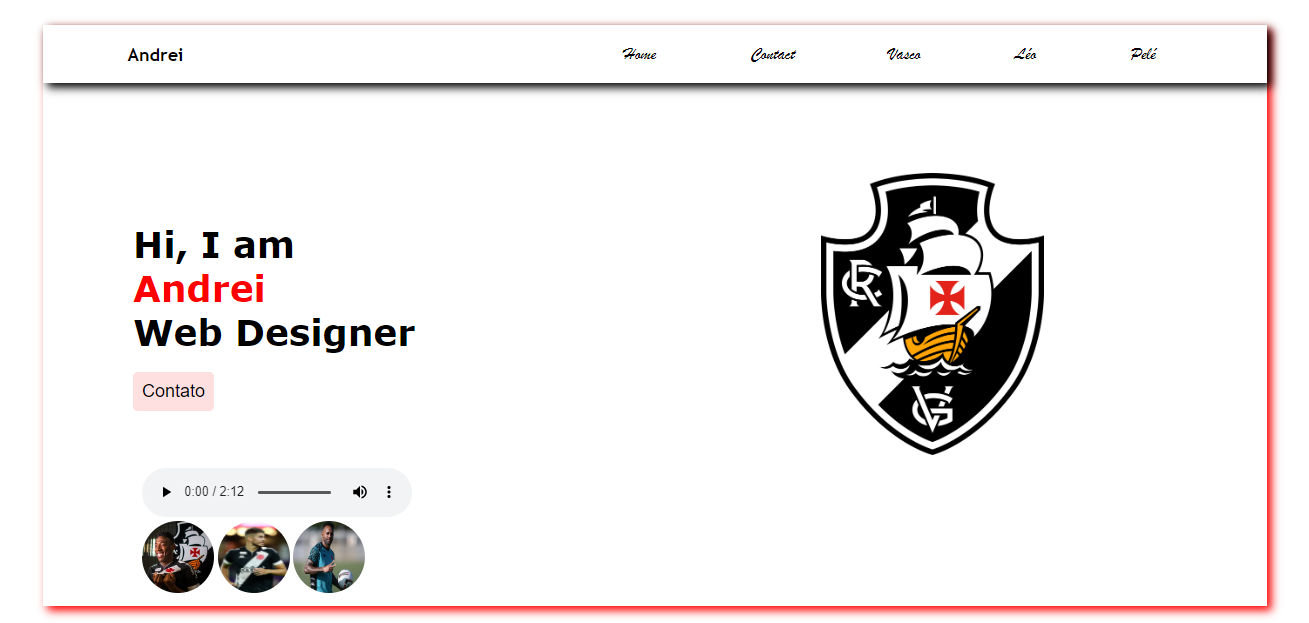 Andrei
Home Contact Vasco Léo Pelé
Hi, I am
Andrei
Web Designer
Contato
0:00 / 2:12
CR
VG